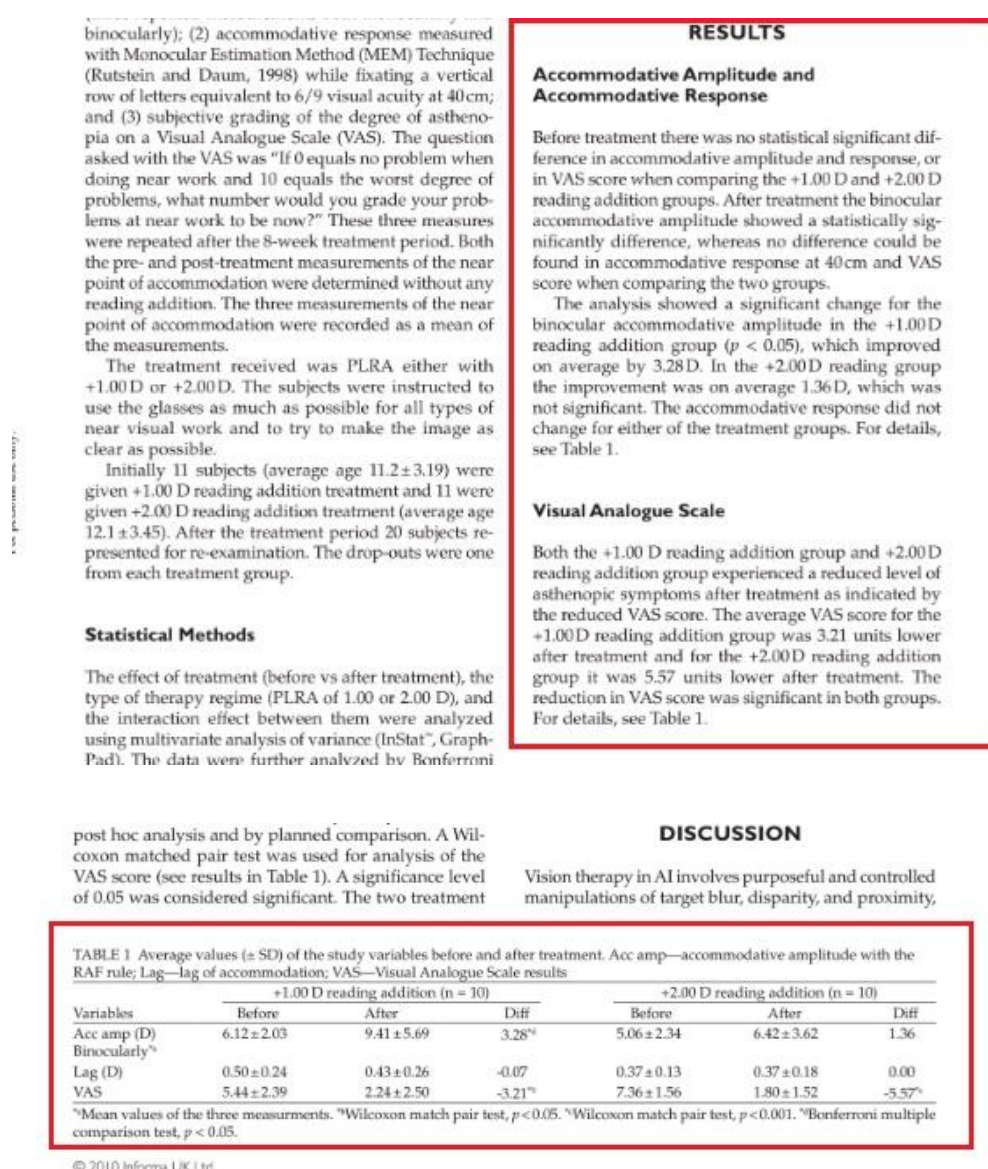 binocularly); (2) accommodative response measured
with Monocular Estimation Method (MEM) Technique
(Rutstein and Daum, 1998) while fixating a vertical
row of letters equivalent to 6/9 visual acuity at 40 cm;
and (3) subjective grading of the degree of astheno-
pia on a Visual Analogue Scale (VAS). The question
asked with the VAS was "If 0 equals no problem when
doing near work and 10 equals the worst degree of
problems, what number would you grade your prob-
lems at near work to be now?" These three measures
were repeated after the 8-week treatment period. Both
the pre- and post-treatment measurements of the near
point of accommodation were determined without any
reading addition. The three measurements of the near
point of accommodation were recorded as a mean of
the measurements.
The treatment received was PLRA either with
+1.00 D or +2.00 D. The subjects were instructed to
use the glasses as much as possible for all types of
near visual work and to try to make the image as
clear as possible.
Initially 11 subjects (average age 11.2 ± 3.19) were
given +1.00 D reading addition treatment and 11 were
given +2.00 D reading addition treatment (average age
12.1 ± 3.45). After the treatment period 20 subjects re-
presented for re-examination. The drop-outs were one
from each treatment group.
Statistical Methods
The effect of treatment (before vs after treatment), the
type of therapy regime (PLRA of 1.00 or 2.00 D), and
the interaction effect between them were analyzed
using multivariate analysis of variance (InStat™, Graph-
Pad). The data were further analyzed by Bonferroni
RESULTS
Accommodative Amplitude and
Accommodative Response
Before treatment there was no statistical significant dif-
ference in accommodative amplitude and response, or
in VAS score when comparing the +1.00 D and +2.00 D
reading addition groups. After treatment the binocular
accommodative amplitude showed a statistically sig-
nificantly difference, whereas no difference could be
found in accommodative response at 40 cm and VAS
score when comparing the two groups.
The analysis showed a significant change for the
binocular accommodative amplitude in the +1.00 D
reading addition group (p < 0.05), which improved
on average by 3.28 D. In the +2.00 D reading group
the improvement was on average 1.36 D, which was
not significant. The accommodative response did not
change for either of the treatment groups. For details,
see Table 1.
Visual Analogue Scale
Both the +1.00 D reading addition group and +2.00 D
reading addition group experienced a reduced level of
asthenopic symptoms after treatment as indicated by
the reduced VAS score. The average VAS score for the
+1.00 D reading addition group was 3.21 units lower
after treatment and for the +2.00 D reading addition
group it was 5.57 units lower after treatment. The
reduction in VAS score was significant in both groups.
For details, see Table 1.
post hoc analysis and by planned comparison. A Wil-
coxon matched pair test was used for analysis of the
VAS score (see results in Table 1). A significance level
of 0.05 was considered significant. The two treatment
DISCUSSION
Vision therapy in AI involves purposeful and controlled
manipulations of target blur, disparity, and proximity,
TABLE 1 Average values (± SD) of the study variables before and after treatment. Acc amp—accommodative amplitude with the
RAF rule; Lag—lag of accommodation; VAS—Visual Analogue Scale results
+1.00 D reading addition (n = 10) +2.00 D reading addition (n = 10)
Variables Before After Diff Before After Diff
Acc amp (D) 6.12 ± 2.03 9.41 ± 5.69 3.28 5.06 ± 2.34 6.42 ± 3.62 1.36
Binocularly
Lag (D) 0.50 ± 0.24 0.43 ± 0.26 -0.07 0.37 ± 0.13 0.37 ± 0.18 0.00
VAS 5.44 ± 2.39 2.24 ± 2.50 -3.21 7.36 ± 1.56 1.80 ± 1.52 -5.57
Mean values of the three measurments. Wilcoxon match pair test, p < 0.05. Wilcoxon match pair test, p < 0.001. Bonferroni multiple
comparison test, p < 0.05.
© 2010 Informa UK Ltd